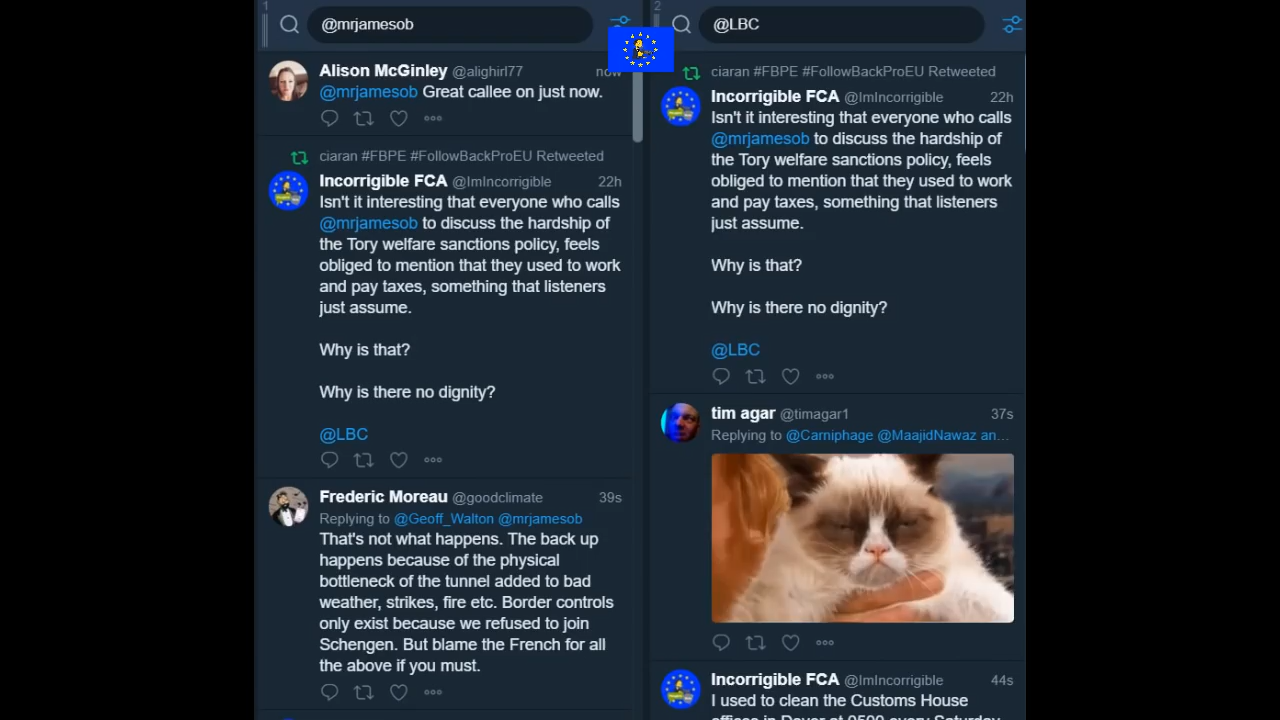 1
@mrjamesob
Alison McGinley @alighirl77 now
@mrjamesob Great callee on just now.
ciaran #FBPE #FollowBackProEU Retweeted
Incorrigible FCA @ImIncorrigible 22h
Isn't it interesting that everyone who calls
@mrjamesob to discuss the hardship of
the Tory welfare sanctions policy, feels
obliged to mention that they used to work
and pay taxes, something that listeners
just assume.
Why is that?
Why is there no dignity?
@LBC
Frederic Moreau @goodclimate 39s
Replying to @Geoff_Walton @mrjamesob
That's not what happens. The back up
happens because of the physical
bottleneck of the tunnel added to bad
weather, strikes, fire etc. Border controls
only exist because we refused to join
Schengen. But blame the French for all
the above if you must.
2
@LBC
ciaran #FBPE #FollowBackProEU Retweeted
Incorrigible FCA @ImIncorrigible 22h
Isn't it interesting that everyone who calls
@mrjamesob to discuss the hardship of
the Tory welfare sanctions policy, feels
obliged to mention that they used to work
and pay taxes, something that listeners
just assume.
Why is that?
Why is there no dignity?
@LBC
tim agar @timagar1 37s
Replying to @Carniphage @MaajidNawaz an...
Incorrigible FCA @ImIncorrigible 44s
I used to clean the Customs House
offices in Dover at 0500 every Saturday